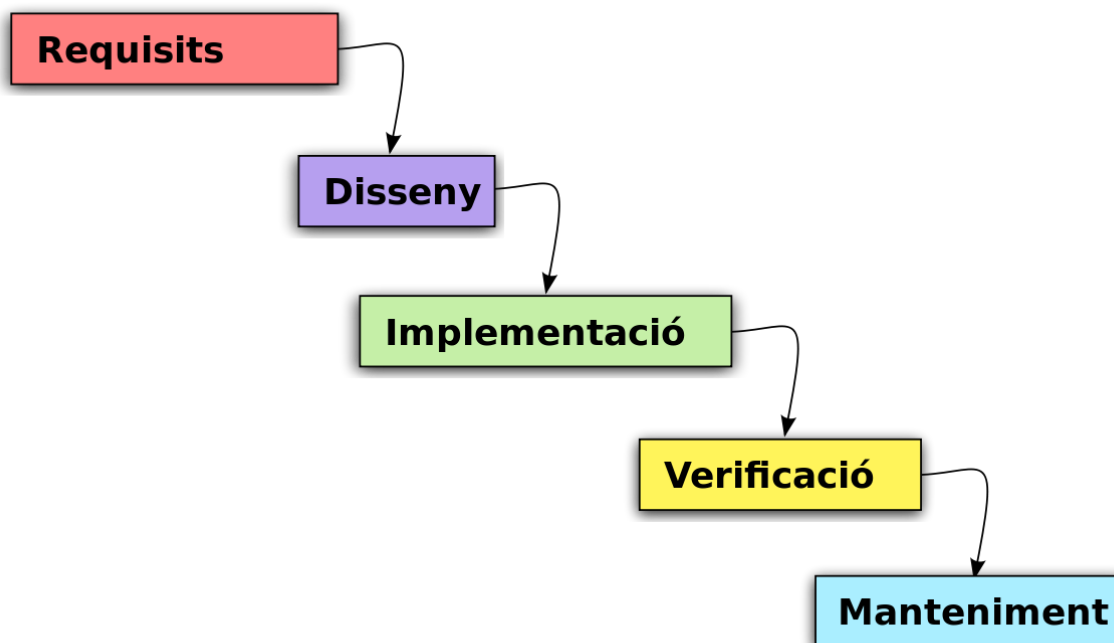 Requisits
Disseny
Implementació
Verificació
Manteniment